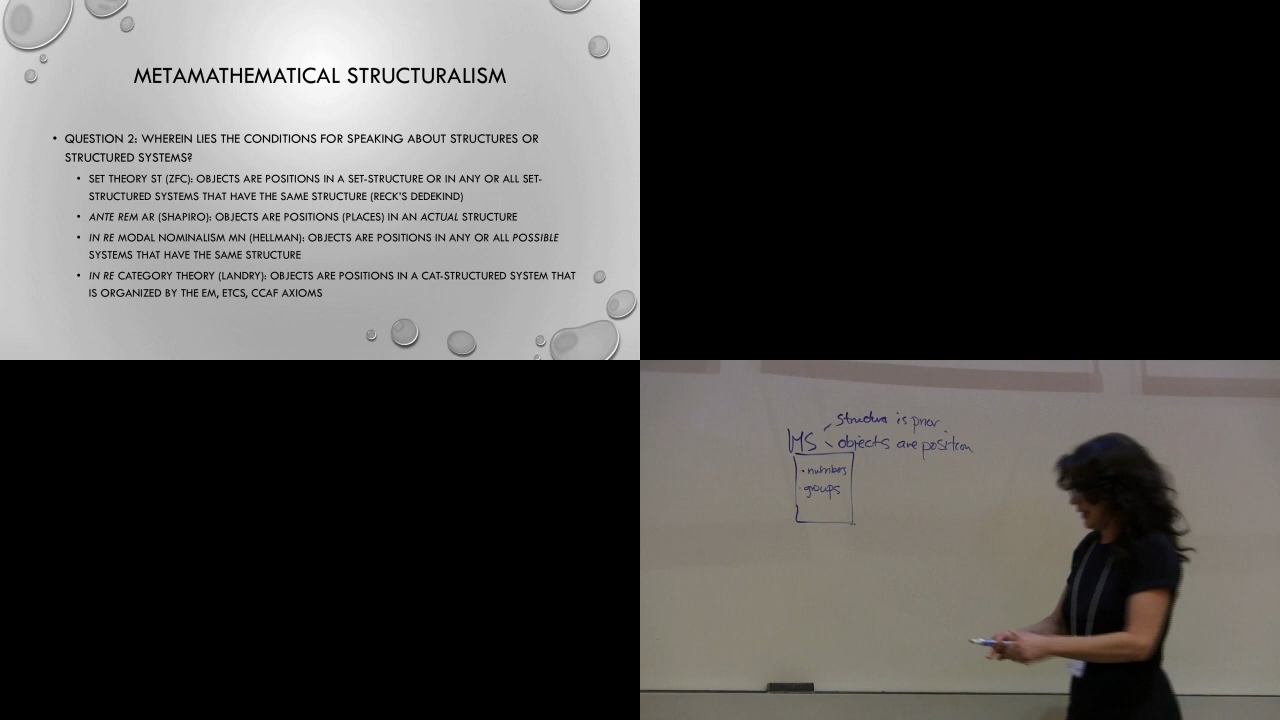 METAMATHEMATICAL STRUCTURALISM
• QUESTION 2: WHEREIN LIES THE CONDITIONS FOR SPEAKING ABOUT STRUCTURES OR
STRUCTURED SYSTEMS?
• SET THEORY ST (ZFC): OBJECTS ARE POSITIONS IN A SET-STRUCTURE OR IN ANY OR ALL SET-
STRUCTURED SYSTEMS THAT HAVE THE SAME STRUCTURE (RECK'S DEDEKIND)
• ANTE REM AR (SHAPIRO): OBJECTS ARE POSITIONS (PLACES) IN AN ACTUAL STRUCTURE
• IN RE MODAL NOMINALISM MN (HELLMAN): OBJECTS ARE POSITIONS IN ANY OR ALL POSSIBLE
SYSTEMS THAT HAVE THE SAME STRUCTURE
• IN RE CATEGORY THEORY (LANDRY): OBJECTS ARE POSITIONS IN A CAT-STRUCTURED SYSTEM THAT
IS ORGANIZED BY THE EM, ETCS, CCAF AXIOMS
structure is prior
MS objects are position
• numbers
• groups